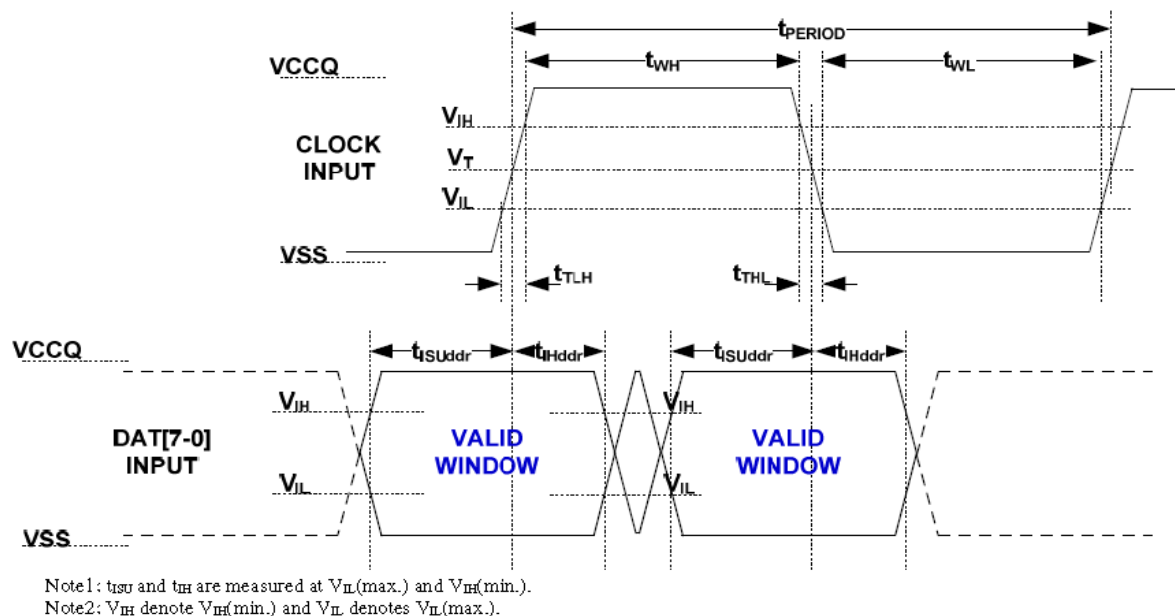 tPERIOD
VCCQ
tWH
tWL
VIH
CLOCK
INPUT
VT
VIL
VSS
tTLH
tTHL
VCCQ
tISUddr
tIHddr
tISUddr
tIHddr
VIH
VIH
DAT[7-0]
INPUT
VALID
WINDOW
VALID
WINDOW
VIL
VIL
VSS
Note1: tISU and tIH are measured at VIL(max.) and VIH(min.).
Note2: VIH denote VIH(min.) and VIL denotes VIL(max.).